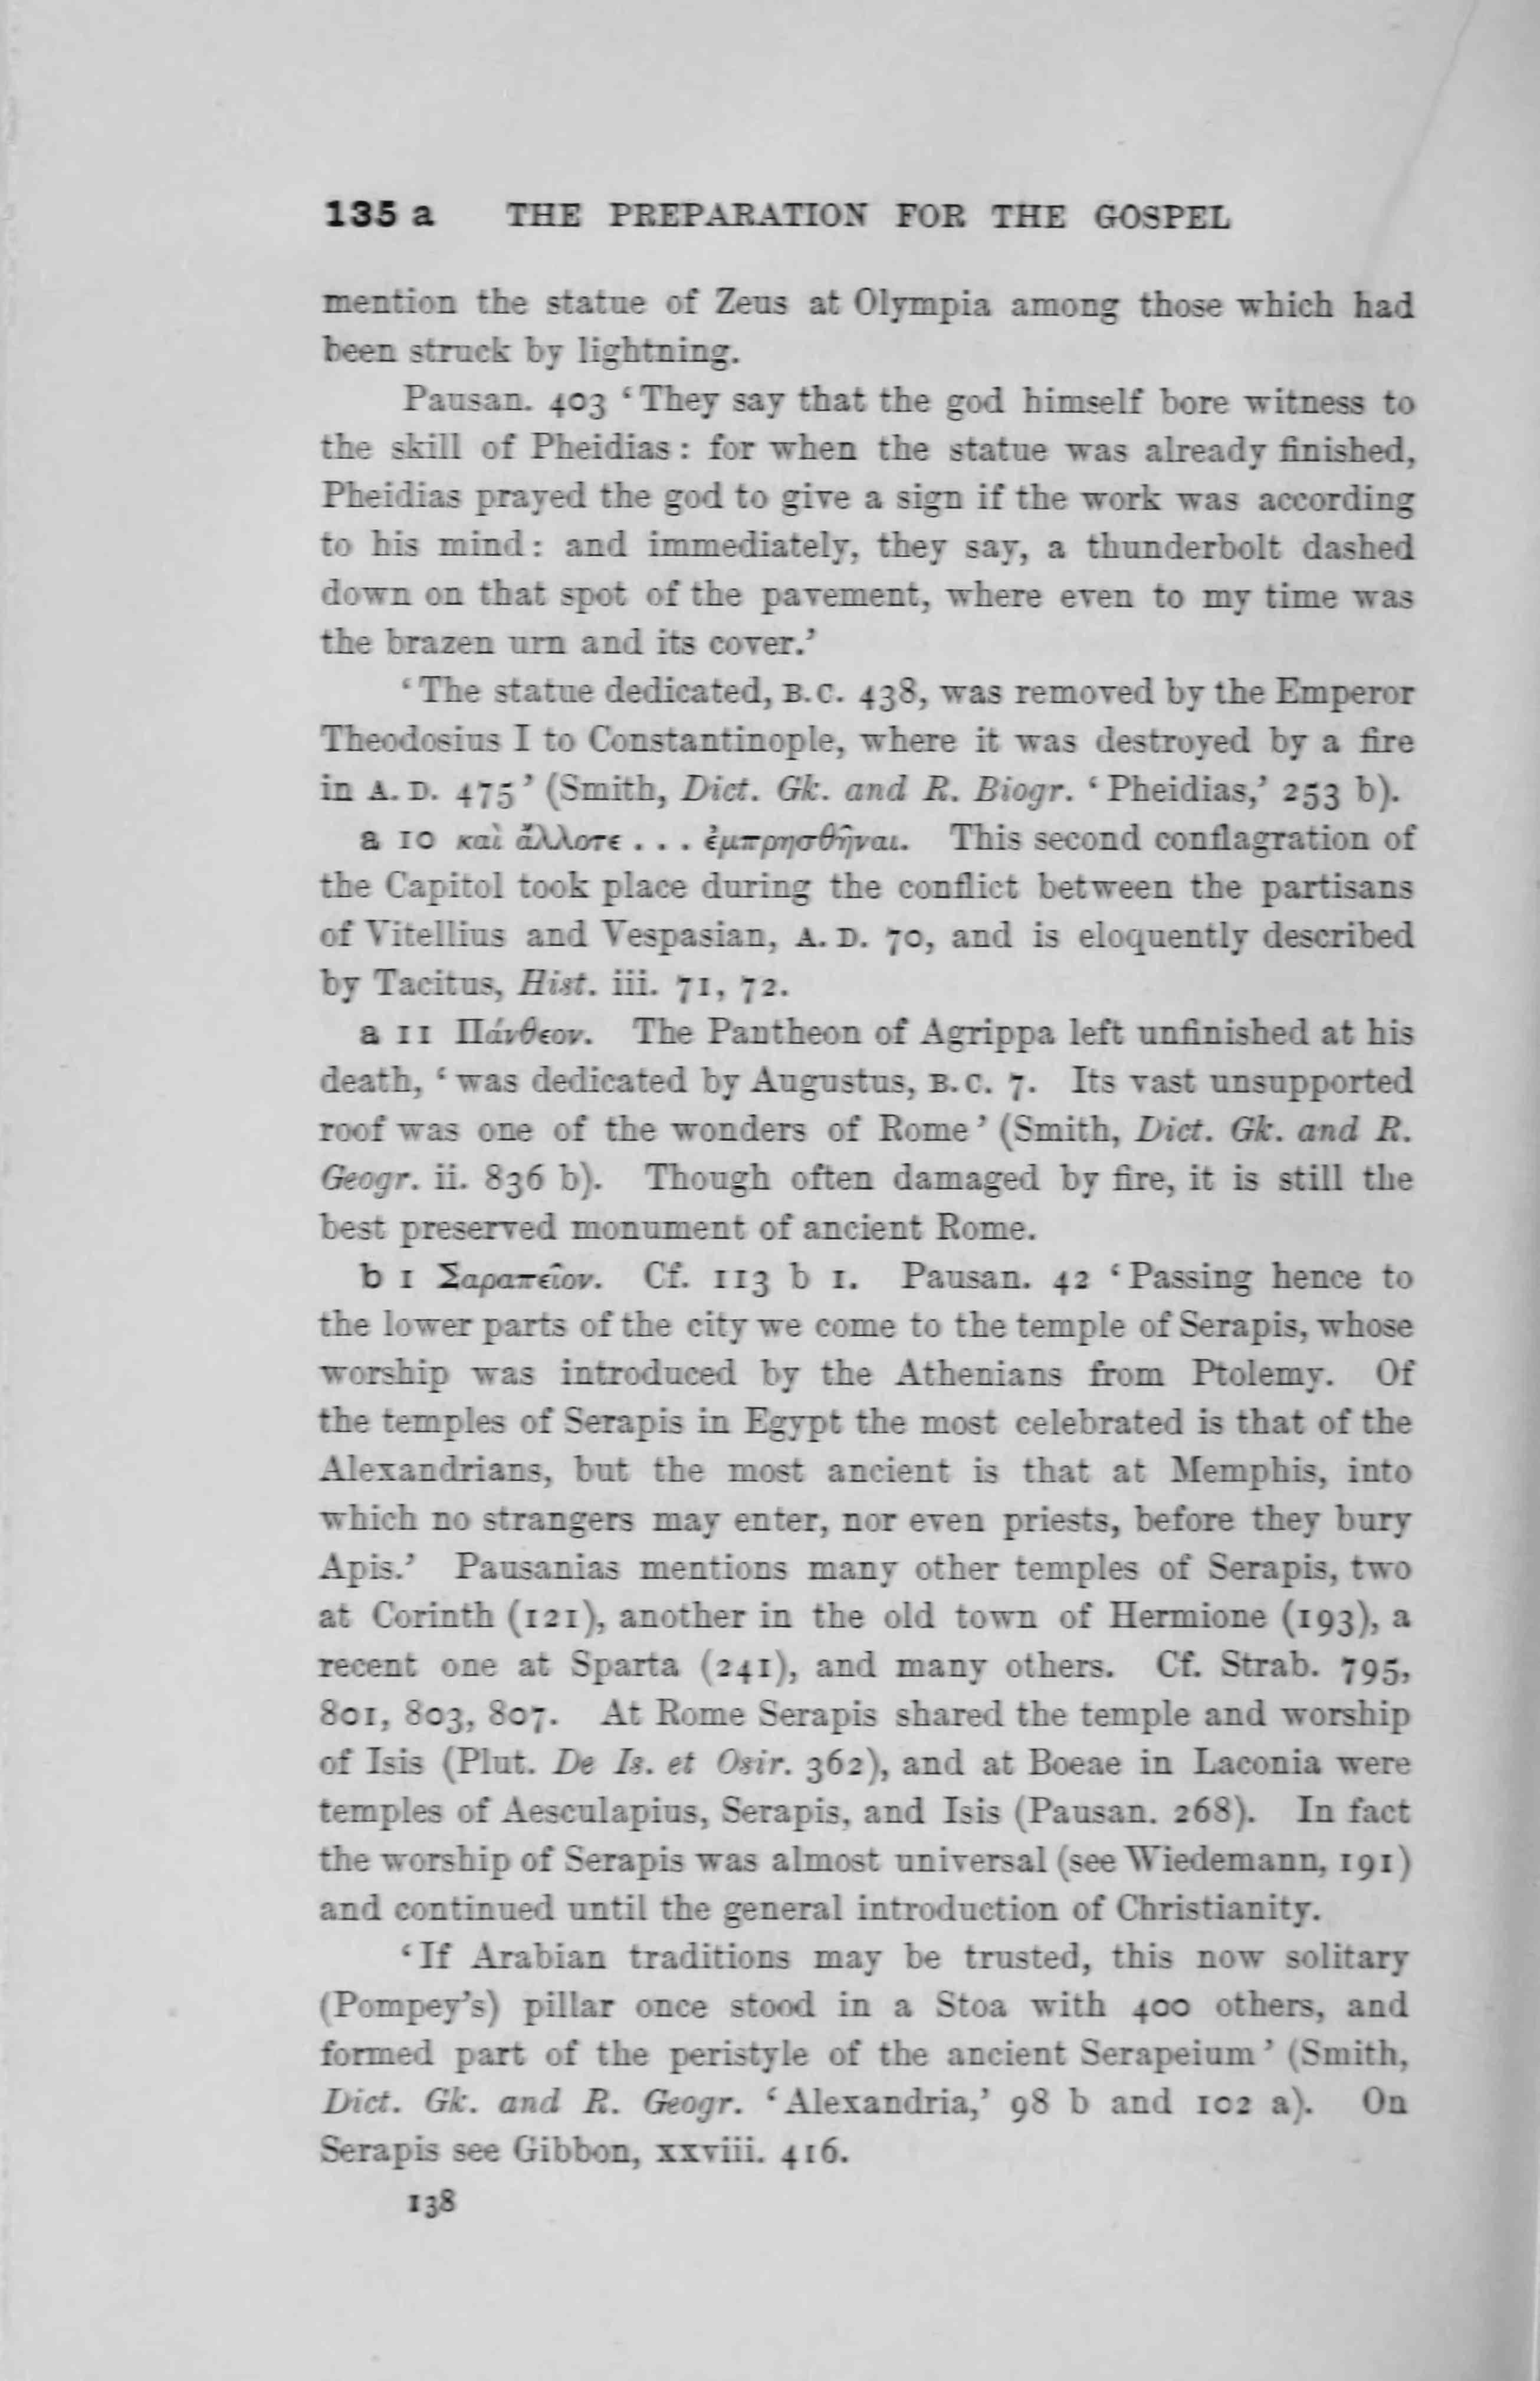 135 a THE PREPARATION FOR THE GOSPEL
mention the statue of Zeus at Olympia among those which had
been struck by lightning.
Pausan. 403 ‘They say that the god himself bore witness to
the skill of Pheidias: for when the statue was already finished,
Pheidias prayed the god to give a sign if the work was according
to his mind: and immediately, they say, a thunderbolt dashed
down on that spot of the pavement, where even to my time was
the brazen urn and its cover.’
‘The statue dedicated, B.C. 438, was removed by the Emperor
Theodosius I to Constantinople, where it was destroyed by a fire
in A. D. 475’ (Smith, Dict. Gk. and R. Biogr. ‘Pheidias,’ 253 b).
a 10 καὶ ἄλλοτε . . . ἐμπρησθῆναι. This second conflagration of
the Capitol took place during the conflict between the partisans
of Vitellius and Vespasian, A. D. 70, and is eloquently described
by Tacitus, Hist. iii. 71, 72.
a 11 Πάνθεον. The Pantheon of Agrippa left unfinished at his
death, ‘was dedicated by Augustus, B.C. 7. Its vast unsupported
roof was one of the wonders of Rome’ (Smith, Dict. Gk. and R.
Geogr. ii. 836 b). Though often damaged by fire, it is still the
best preserved monument of ancient Rome.
b 1 Σαραπεῖον. Cf. 113 b 1. Pausan. 42 ‘Passing hence to
the lower parts of the city we come to the temple of Serapis, whose
worship was introduced by the Athenians from Ptolemy. Of
the temples of Serapis in Egypt the most celebrated is that of the
Alexandrians, but the most ancient is that at Memphis, into
which no strangers may enter, nor even priests, before they bury
Apis.’ Pausanias mentions many other temples of Serapis, two
at Corinth (121), another in the old town of Hermione (193), a
recent one at Sparta (241), and many others. Cf. Strab. 795,
801, 803, 807. At Rome Serapis shared the temple and worship
of Isis (Plut. De Is. et Osir. 362), and at Boeae in Laconia were
temples of Aesculapius, Serapis, and Isis (Pausan. 268). In fact
the worship of Serapis was almost universal (see Wiedemann, 191)
and continued until the general introduction of Christianity.
‘If Arabian traditions may be trusted, this now solitary
(Pompey’s) pillar once stood in a Stoa with 400 others, and
formed part of the peristyle of the ancient Serapeium’ (Smith,
Dict. Gk. and R. Geogr. ‘Alexandria,’ 98 b and 102 a). On
Serapis see Gibbon, xxviii. 416.
138